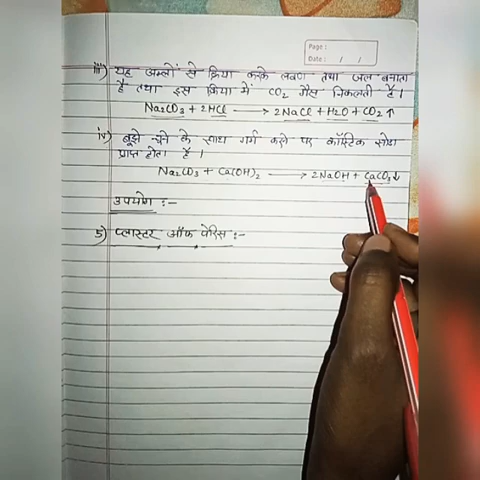 Page :
Date : / /
iii) यह अम्लों से क्रिया करके लवण तथा जल बनाता
है तथा इस क्रिया में CO₂ गैस निकलती है।
Na₂CO₃ + 2HCl → 2NaCl + H₂O + CO₂ ↑
iv) बूझे चूने के साथ गर्म करने पर कॉस्टिक सोडा
प्राप्त होता है।
Na₂CO₃ + Ca(OH)₂ → 2NaOH + CaCO₃↓
उपयोग :-
5) प्लास्टर ऑफ पेरिस :-